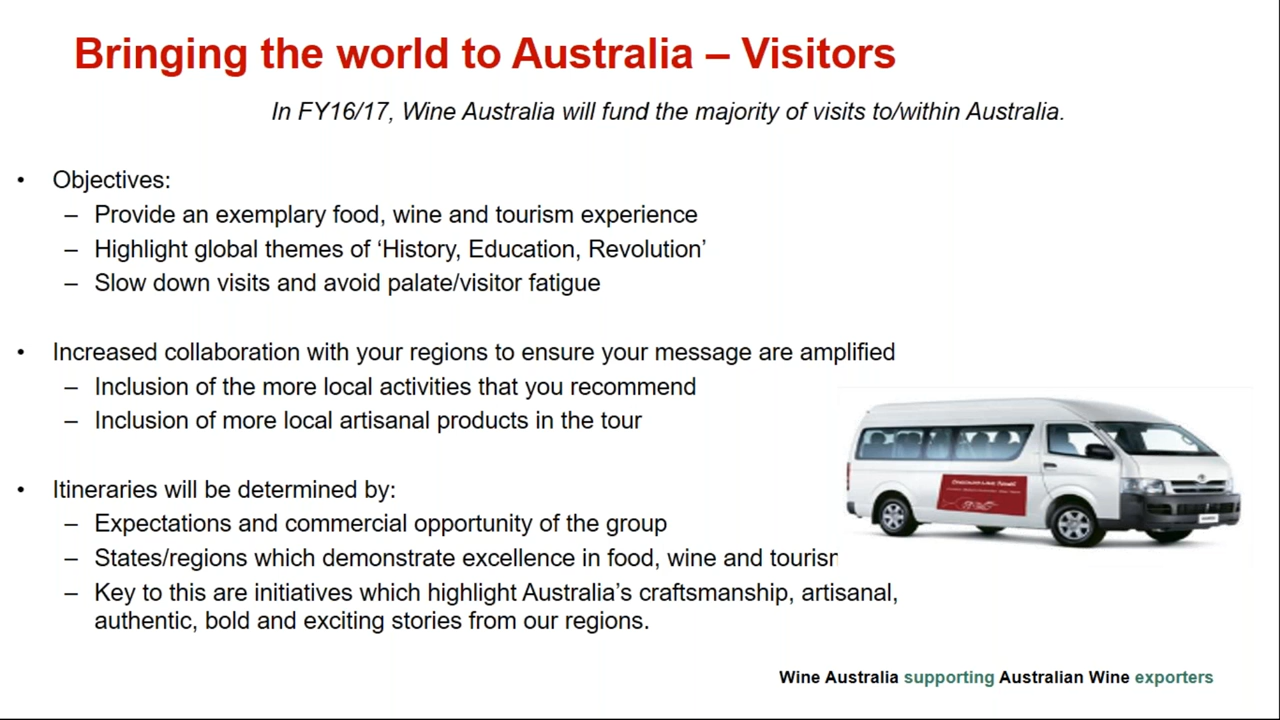 Bringing the world to Australia – Visitors
In FY16/17, Wine Australia will fund the majority of visits to/within Australia.
• Objectives:
– Provide an exemplary food, wine and tourism experience
– Highlight global themes of ‘History, Education, Revolution’
– Slow down visits and avoid palate/visitor fatigue
• Increased collaboration with your regions to ensure your message are amplified
– Inclusion of the more local activities that you recommend
– Inclusion of more local artisanal products in the tour
• Itineraries will be determined by:
– Expectations and commercial opportunity of the group
– States/regions which demonstrate excellence in food, wine and tourisr
– Key to this are initiatives which highlight Australia’s craftsmanship, artisanal,
authentic, bold and exciting stories from our regions.
Wine Australia supporting Australian Wine exporters